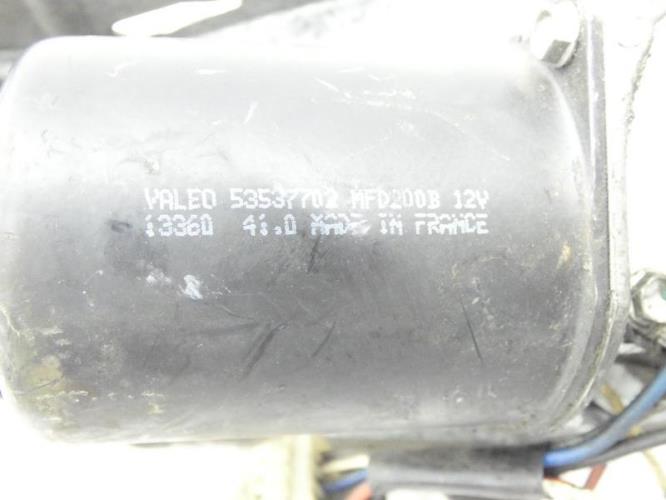 VALEO 53537702 MFD200B 12V
13360 41.0 MADE IN FRANCE